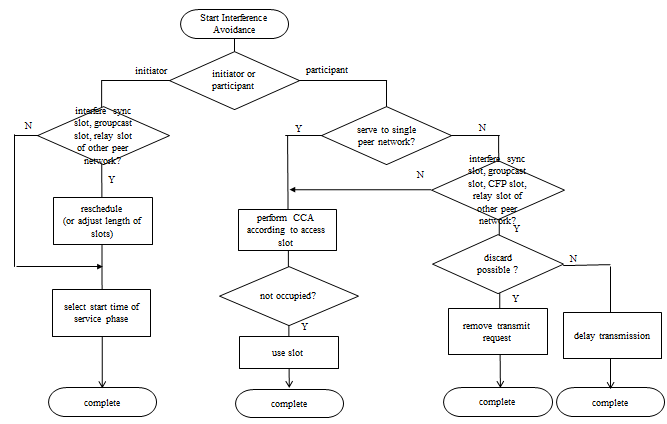 Start Interference
Avoidance
initiator
initiator or
participant
participant
N
interfere sync
slot, groupcast
slot, relay slot
of other peer
network?
Y
reschedule
(or adjust length of
slots)
select start time of
service phase
complete
Y
serve to single
peer network?
N
N
interfere sync
slot, groupcast
slot, CFP slot,
relay slot of
other peer
network?
Y
perform CCA
according to access
slot
not occupied?
Y
use slot
complete
discard
possible ?
N
Y
remove transmit
request
delay transmission
complete
complete